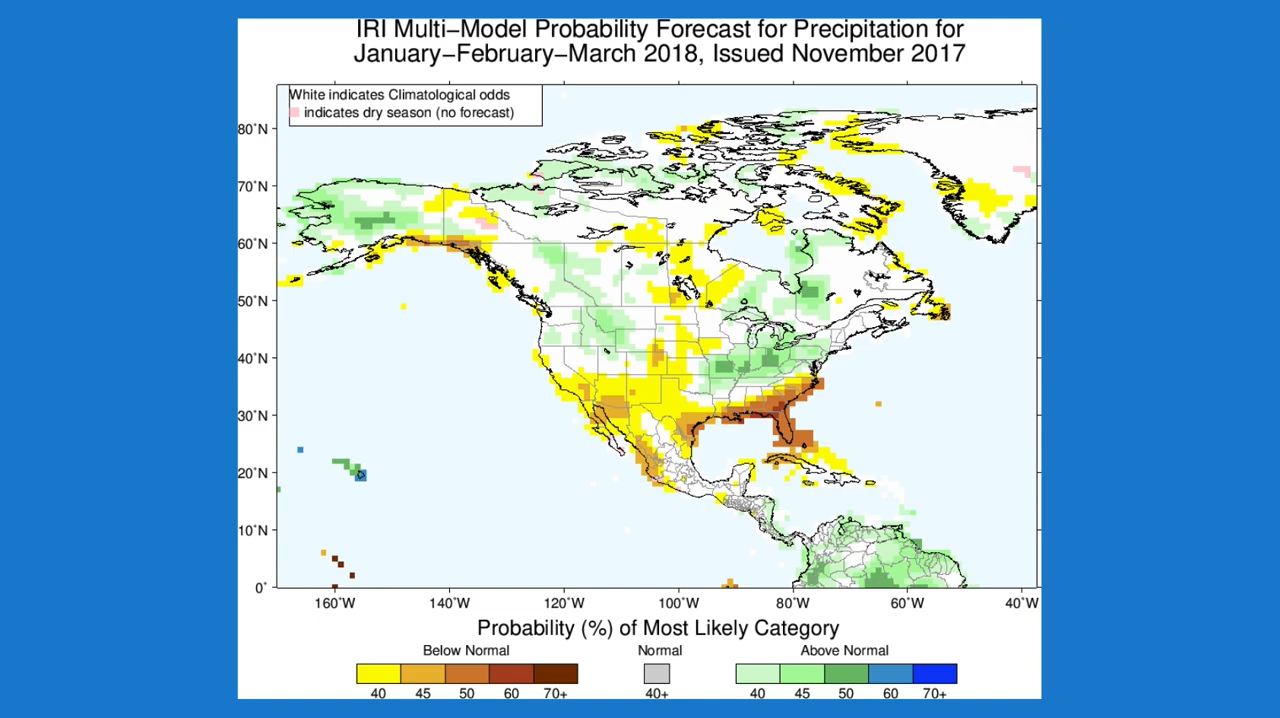 IRI Multi−Model Probability Forecast for Precipitation for
January−February−March 2018, Issued November 2017
White indicates Climatological odds
indicates dry season (no forecast)
80°N
70°N
60°N
50°N
40°N
30°N
20°N
10°N
0°
160°W 140°W 120°W 100°W 80°W 60°W 40°W
Probability (%) of Most Likely Category
Below Normal Normal Above Normal
40 45 50 60 70+ 40+ 40 45 50 60 70+